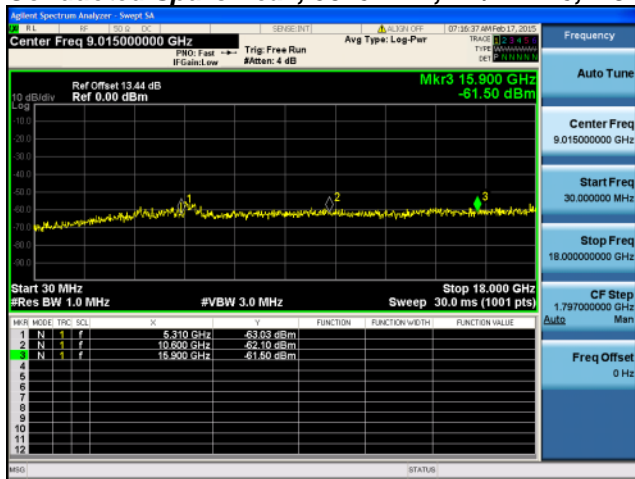 Agilent Spectrum Analyzer - Swept SA
RL RF 50 Ω DC SENSE:INT ALIGN OFF 07:16:37 AM Feb 17, 2015
Center Freq 9.015000000 GHz
PNO: Fast
IFGain:Low
Trig: Free Run
#Atten: 4 dB
Avg Type: Log-Pwr
TRACE 1 2 3 4 5 6
TYPE
DET P N N N N N
Ref Offset 13.44 dB
Ref 0.00 dBm
10 dB/div
Log
Mkr3 15.900 GHz
-61.50 dBm
-10.0
-20.0
-30.0
-40.0
-50.0
-60.0
-70.0
-80.0
-90.0
1
2
3
Start 30 MHz
Stop 18.000 GHz
#Res BW 1.0 MHz #VBW 3.0 MHz Sweep 30.0 ms (1001 pts)
MKR MODE TRC SCL X Y FUNCTION FUNCTION WIDTH FUNCTION VALUE
1 N 1 f 5.310 GHz -63.03 dBm
2 N 1 f 10.600 GHz -62.10 dBm
3 N 1 f 15.900 GHz -61.50 dBm
4
5
6
7
8
9
10
11
12
MSG STATUS
Frequency
Auto Tune
Center Freq
9.015000000 GHz
Start Freq
30.000000 MHz
Stop Freq
18.000000000 GHz
CF Step
1.797000000 GHz
Auto Man
Freq Offset
0 Hz